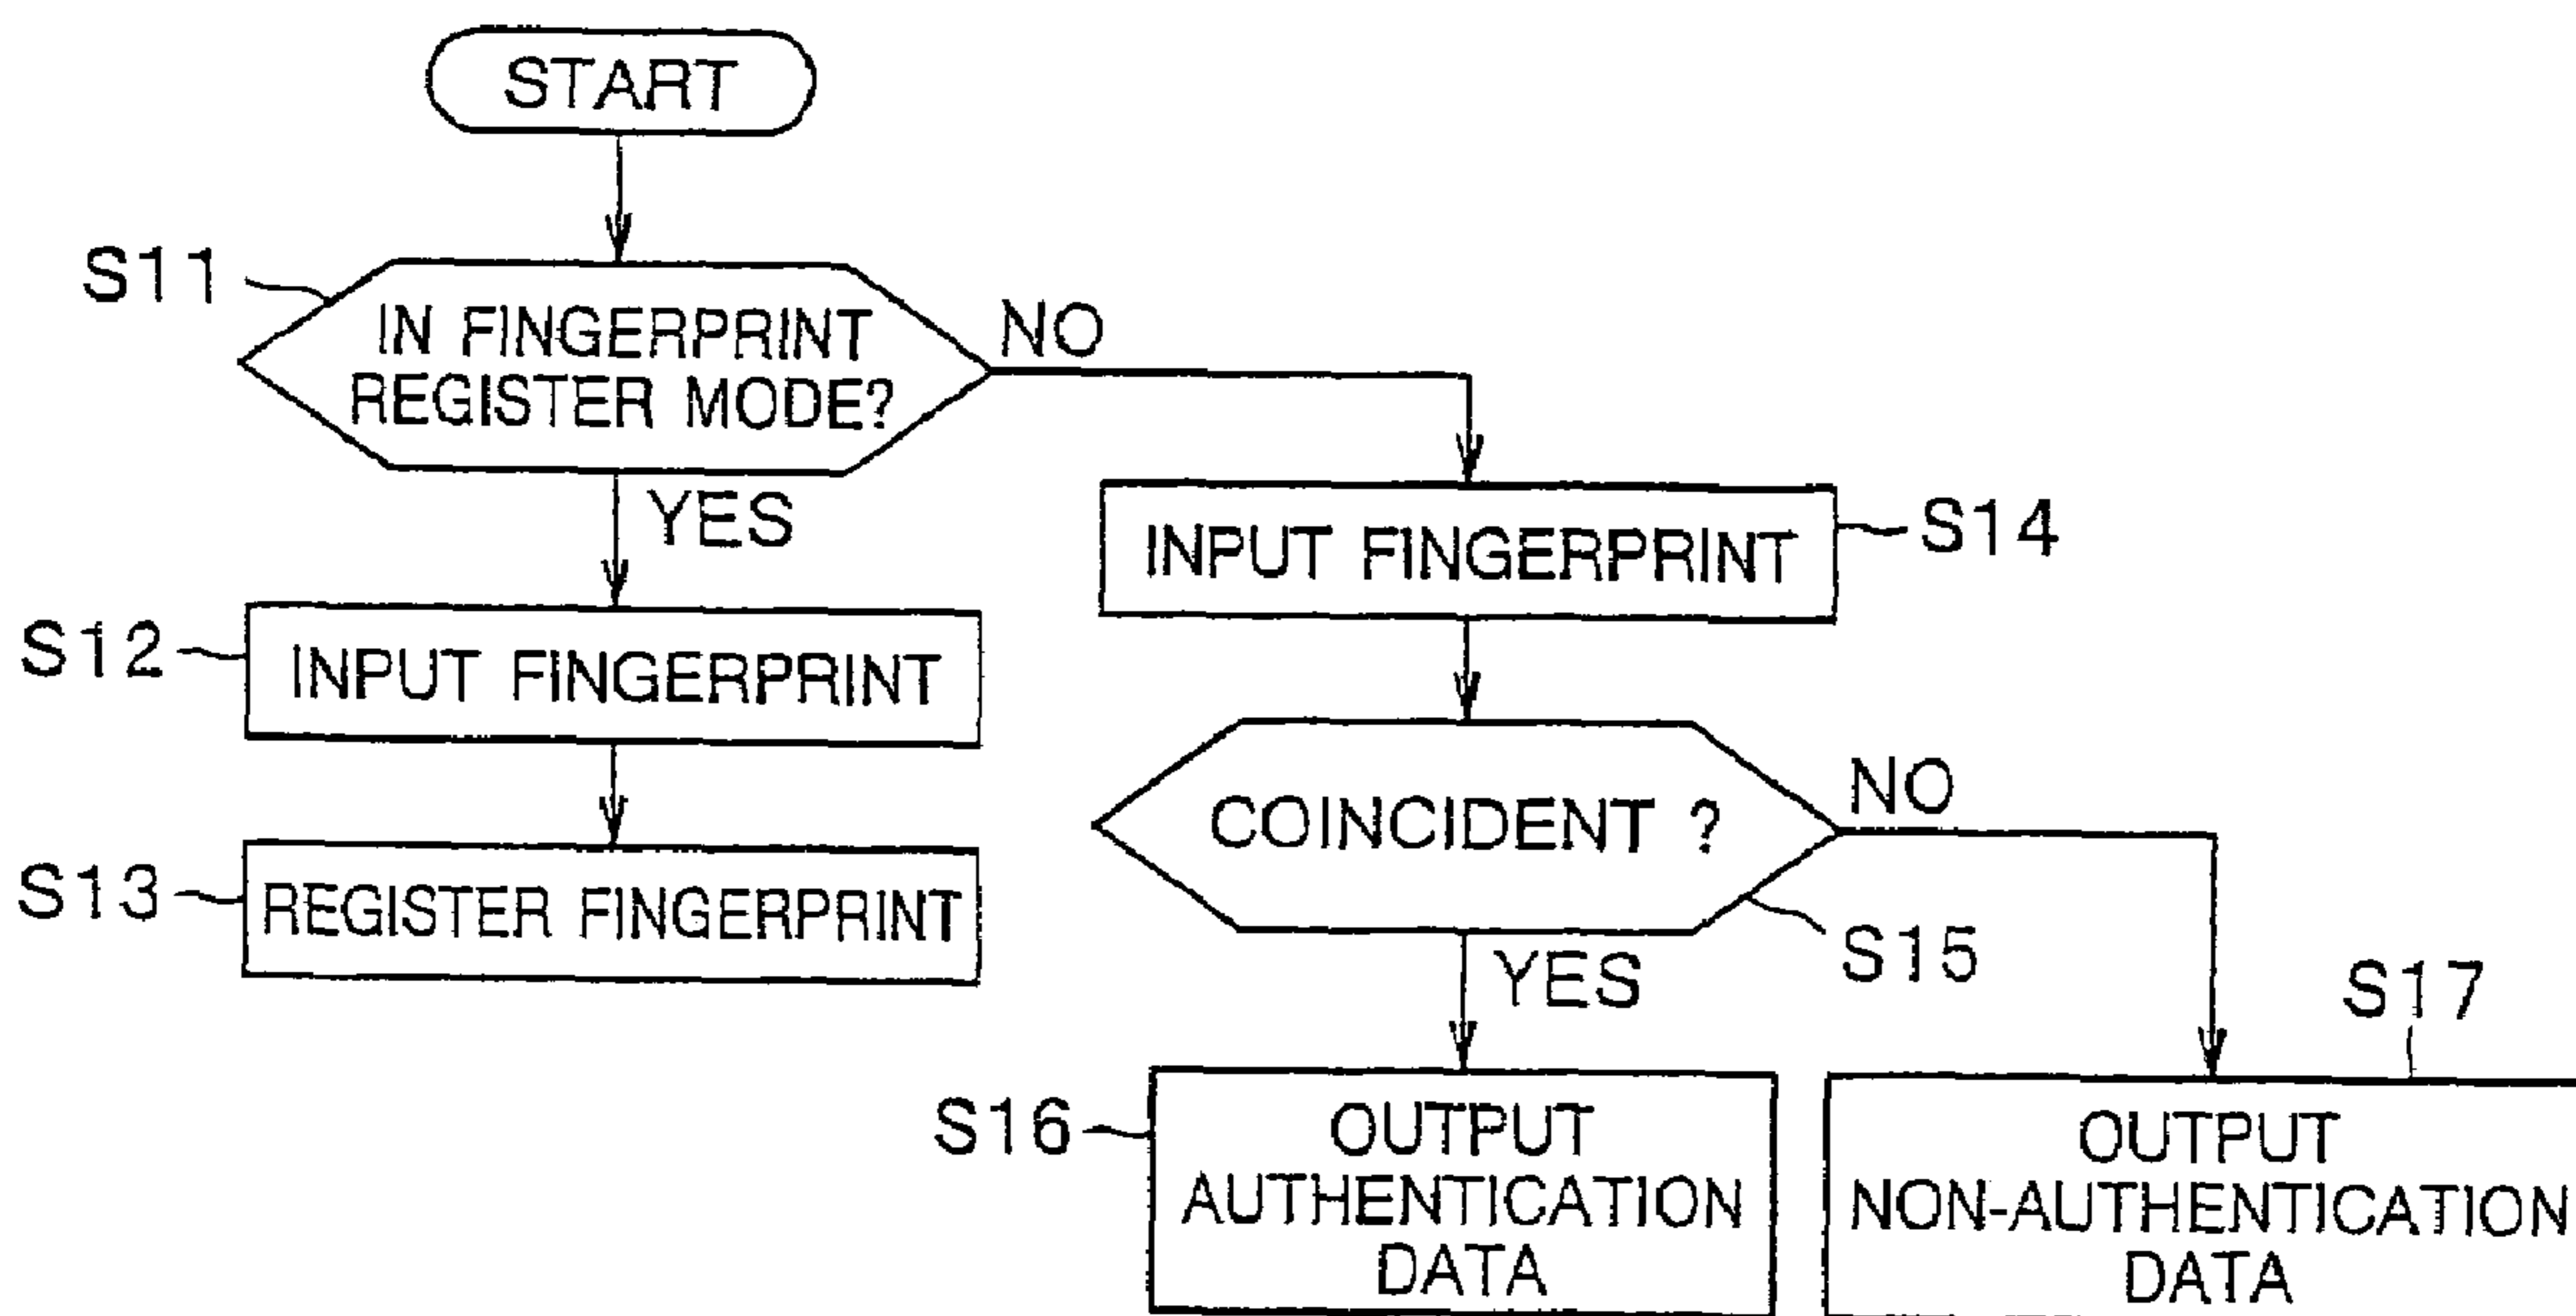 START
S11
IN FINGERPRINT
REGISTER MODE?
NO
YES
S12
INPUT FINGERPRINT
S13
REGISTER FINGERPRINT
INPUT FINGERPRINT
S14
COINCIDENT ?
NO
S15
YES
S16
OUTPUT
AUTHENTICATION
DATA
S17
OUTPUT
NON-AUTHENTICATION
DATA